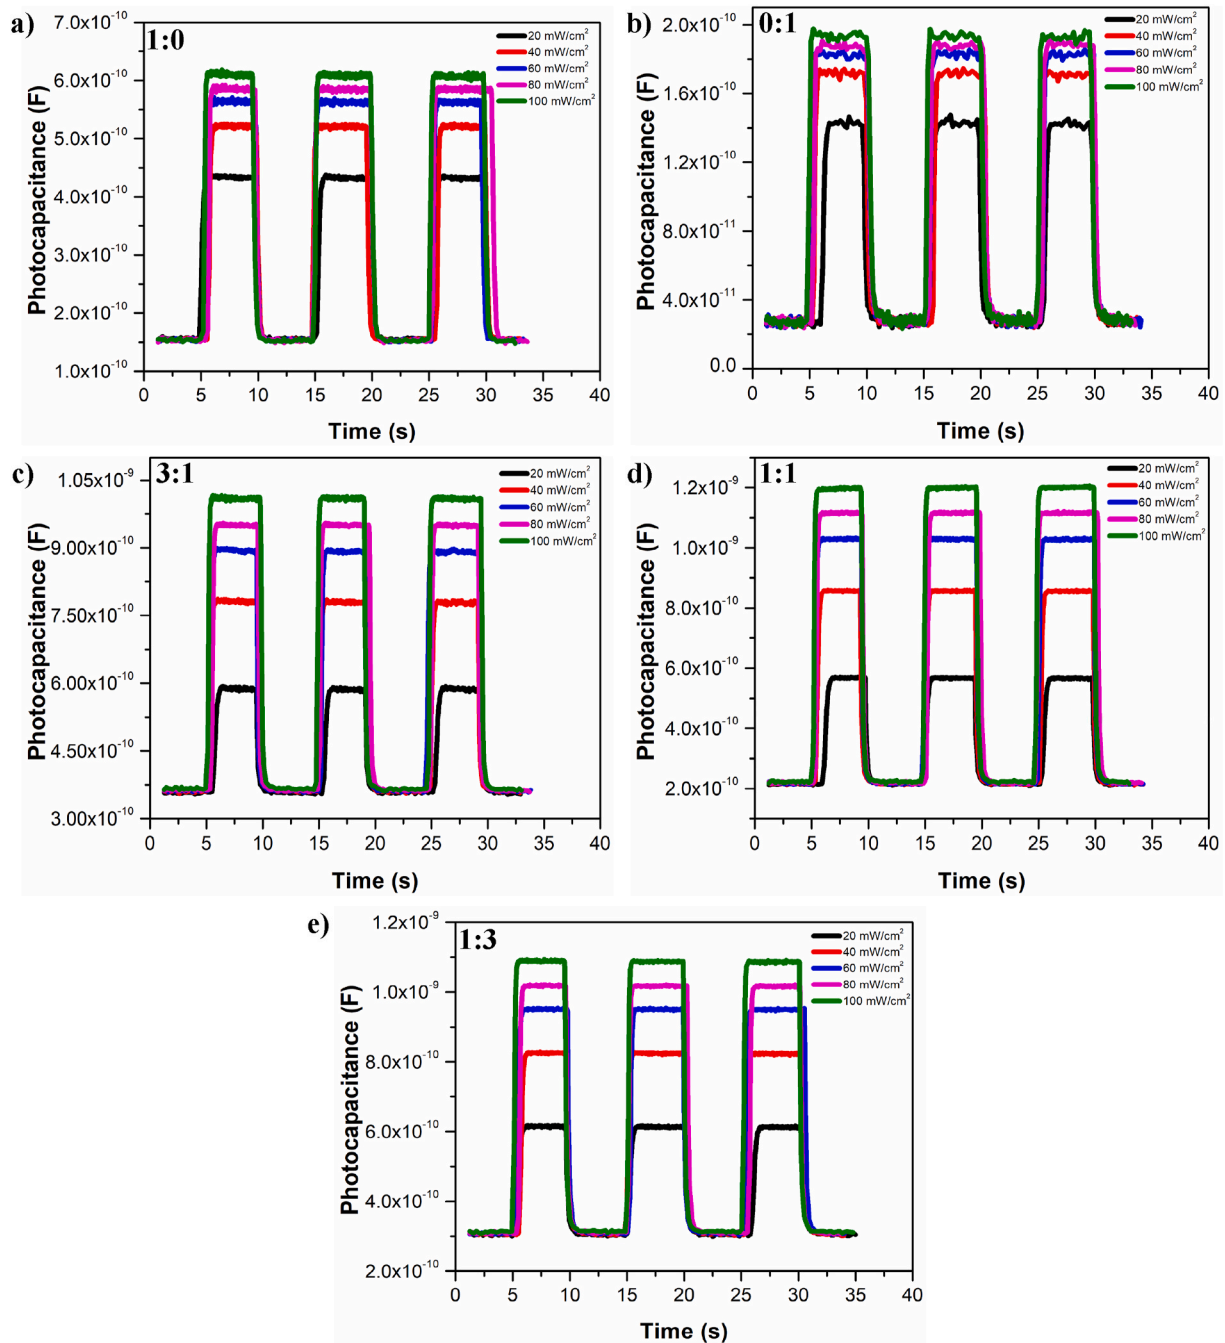 a)
1:0
20 mW/cm²
40 mW/cm²
60 mW/cm²
80 mW/cm²
100 mW/cm²
Photocapacitance (F)
7.0x10⁻¹⁰
6.0x10⁻¹⁰
5.0x10⁻¹⁰
4.0x10⁻¹⁰
3.0x10⁻¹⁰
2.0x10⁻¹⁰
1.0x10⁻¹⁰
0 5 10 15 20 25 30 35 40
Time (s)
b)
0:1
20 mW/cm²
40 mW/cm²
60 mW/cm²
80 mW/cm²
100 mW/cm²
Photocapacitance (F)
2.0x10⁻¹⁰
1.6x10⁻¹⁰
1.2x10⁻¹⁰
8.0x10⁻¹¹
4.0x10⁻¹¹
0.0
0 5 10 15 20 25 30 35 40
Time (s)
c)
3:1
20 mW/cm²
40 mW/cm²
60 mW/cm²
80 mW/cm²
100 mW/cm²
Photocapacitance (F)
1.05x10⁻⁹
9.00x10⁻¹⁰
7.50x10⁻¹⁰
6.00x10⁻¹⁰
4.50x10⁻¹⁰
3.00x10⁻¹⁰
0 5 10 15 20 25 30 35 40
Time (s)
d)
1:1
20 mW/cm²
40 mW/cm²
60 mW/cm²
80 mW/cm²
100 mW/cm²
Photocapacitance (F)
1.2x10⁻⁹
1.0x10⁻⁹
8.0x10⁻¹⁰
6.0x10⁻¹⁰
4.0x10⁻¹⁰
2.0x10⁻¹⁰
0 5 10 15 20 25 30 35 40
Time (s)
e)
1:3
20 mW/cm²
40 mW/cm²
60 mW/cm²
80 mW/cm²
100 mW/cm²
Photocapacitance (F)
1.2x10⁻⁹
1.0x10⁻⁹
8.0x10⁻¹⁰
6.0x10⁻¹⁰
4.0x10⁻¹⁰
2.0x10⁻¹⁰
0 5 10 15 20 25 30 35 40
Time (s)